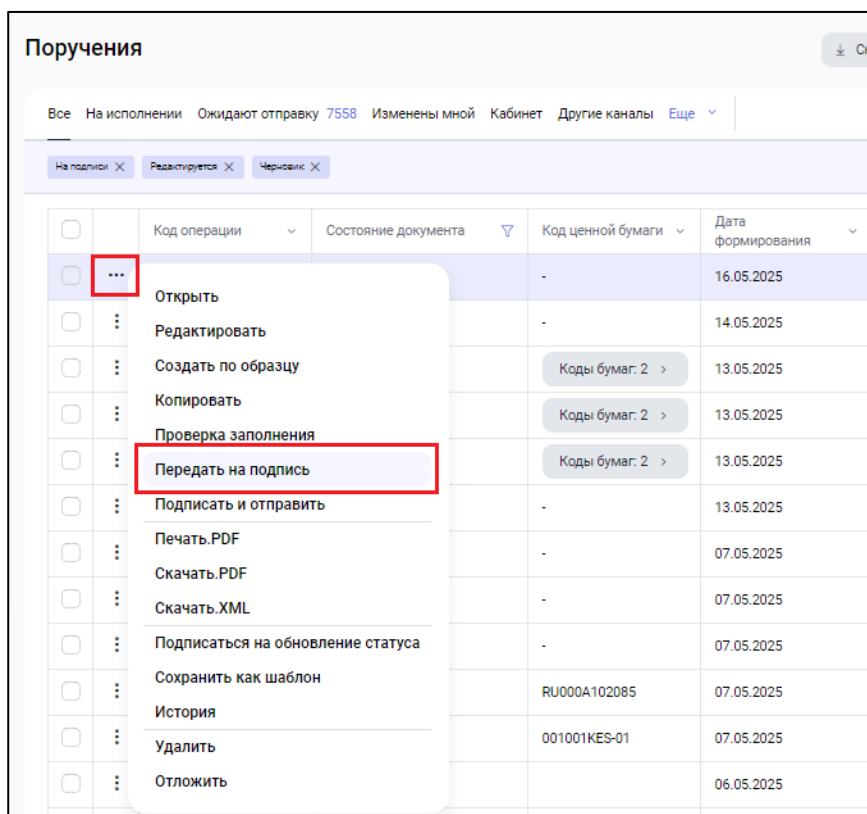 Поручения
Все На исполнении Ожидают отправку 7558 Изменены мной Кабинет Другие каналы Еще
На подписи Редактируется Черновик
Код операции Состояние документа Код ценной бумаги Дата формирования
- 16.05.2025
Открыть
- 14.05.2025
Редактировать
Создать по образцу Коды бумаг: 2 13.05.2025
Копировать
Коды бумаг: 2 13.05.2025
Проверка заполнения
Передать на подпись Коды бумаг: 2 13.05.2025
Подписать и отправить - 13.05.2025
Печать.PDF - 07.05.2025
Скачать.PDF
Скачать.XML - 07.05.2025
Подписаться на обновление статуса - 07.05.2025
Сохранить как шаблон
RU000A102085 07.05.2025
История
Удалить 001001KES-01 07.05.2025
Отложить 06.05.2025